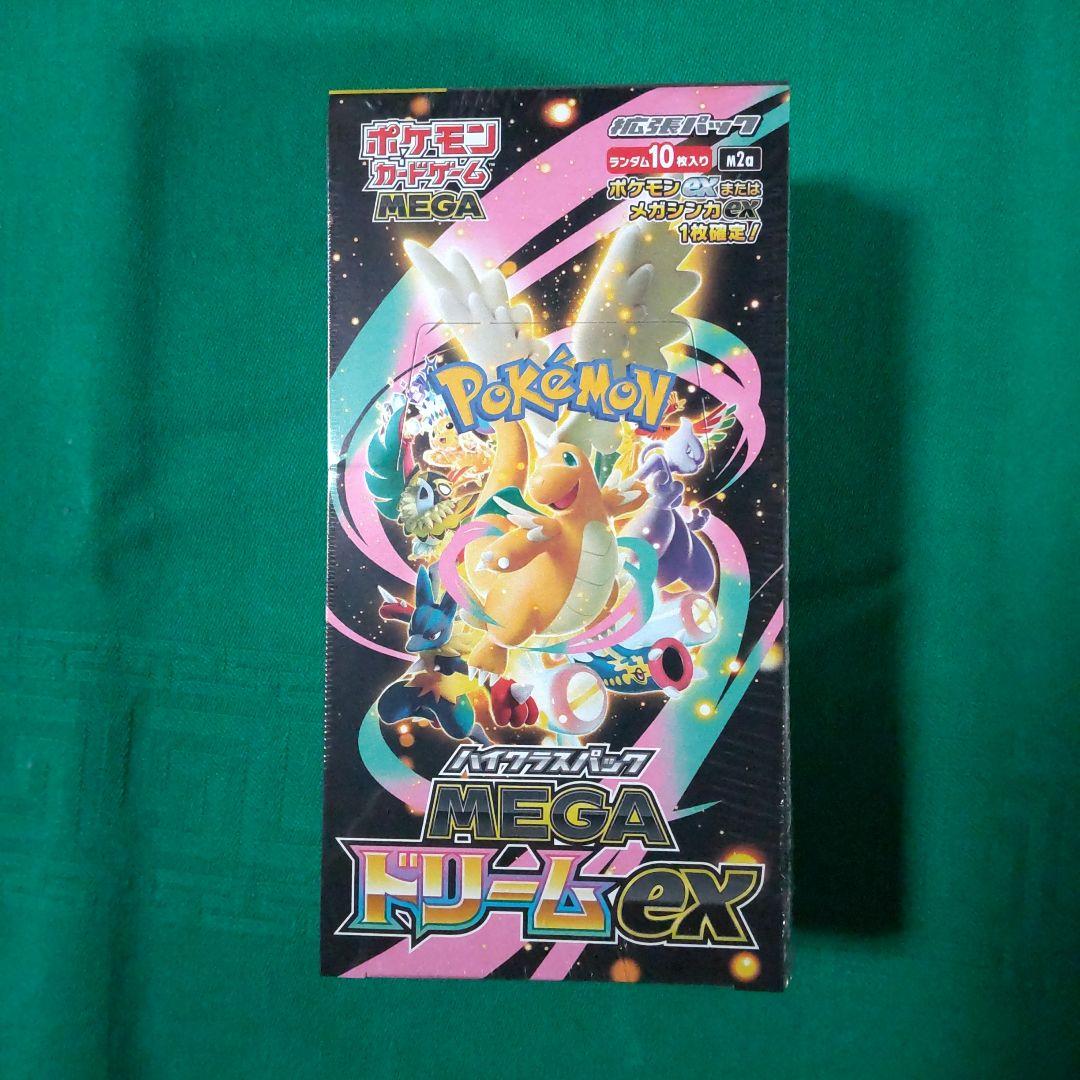 ポケモン
カードゲーム
MEGA
拡張パック
ランダム10枚入り M2a
ポケモンexまたは
メガシンカex
1枚確定!
POKéMON
ハイクラスパック
MEGA
ドリームex